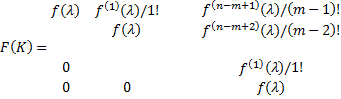 f(λ) f⁽¹⁾(λ)/1! f⁽ⁿ⁻ᵐ⁺¹⁾(λ)/(m − 1)!
f(λ) f⁽ⁿ⁻ᵐ⁺²⁾(λ)/(m − 2)!
F(K) =
0 f⁽¹⁾(λ)/1!
0 0 f(λ)